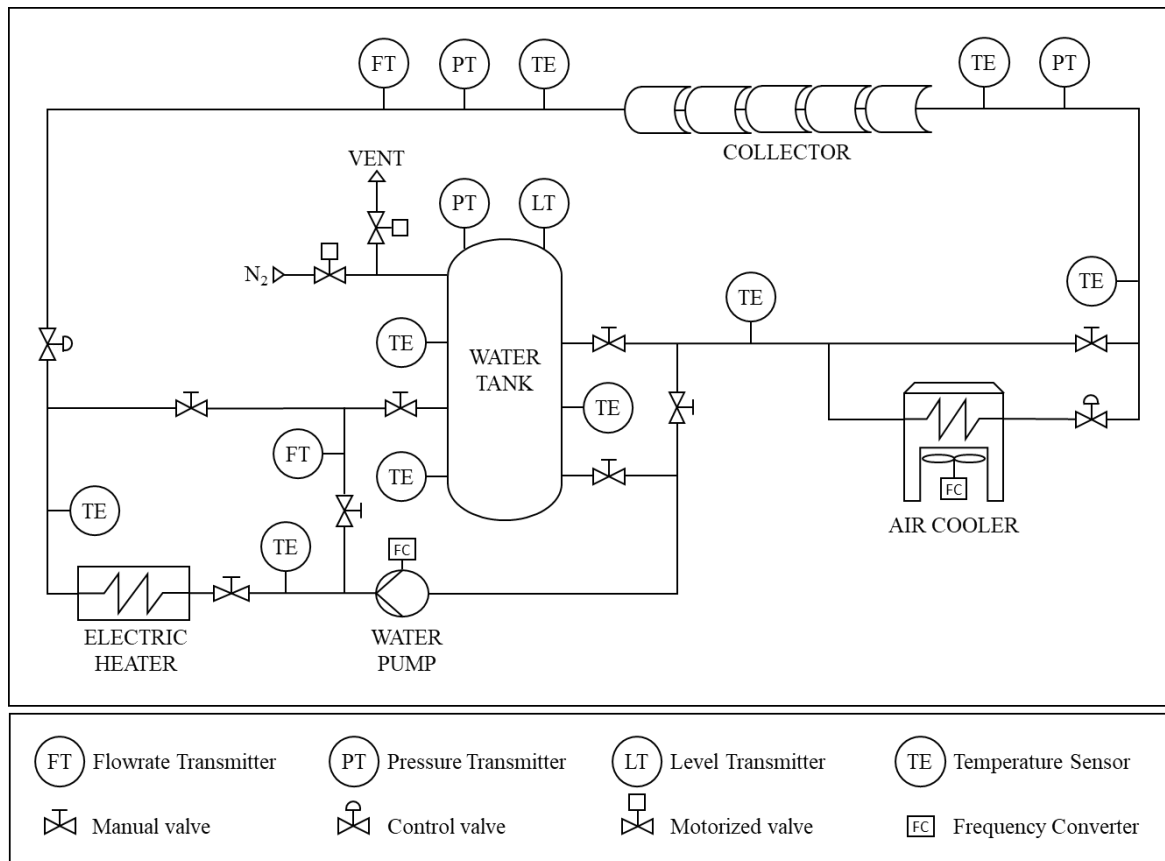 FT
PT
TE
TE
PT
COLLECTOR
VENT
PT
LT
N₂
TE
TE
TE
WATER
TANK
TE
FT
TE
TE
FC
AIR COOLER
TE
FC
ELECTRIC
HEATER
WATER
PUMP
TE
FT Flowrate Transmitter
PT Pressure Transmitter
LT Level Transmitter
TE Temperature Sensor
Manual valve
Control valve
Motorized valve
FC Frequency Converter